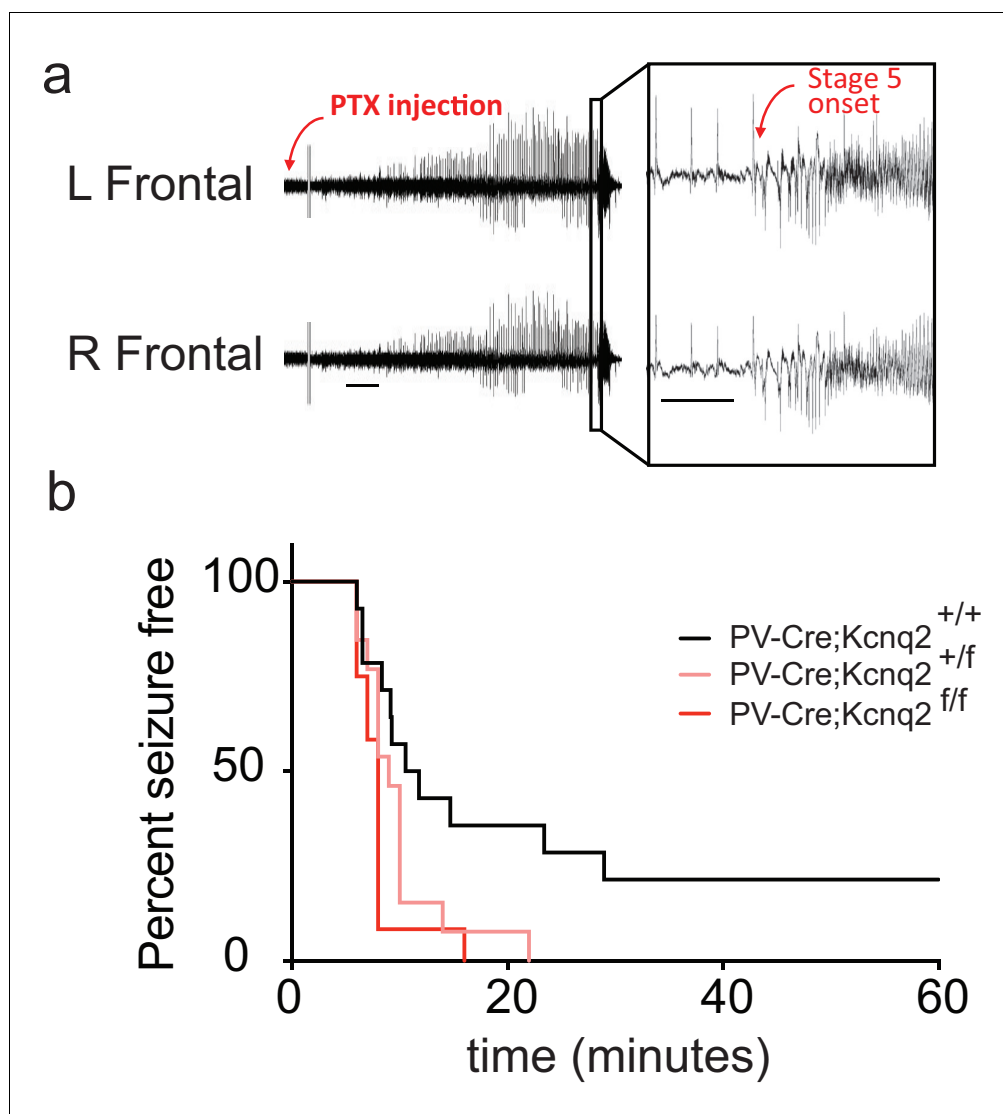 a
PTX injection
Stage 5
onset
L Frontal
R Frontal
b
Percent seizure free
100
50
0
PV-Cre;Kcnq2 +/+
PV-Cre;Kcnq2 +/f
PV-Cre;Kcnq2 f/f
0 20 40 60
time (minutes)